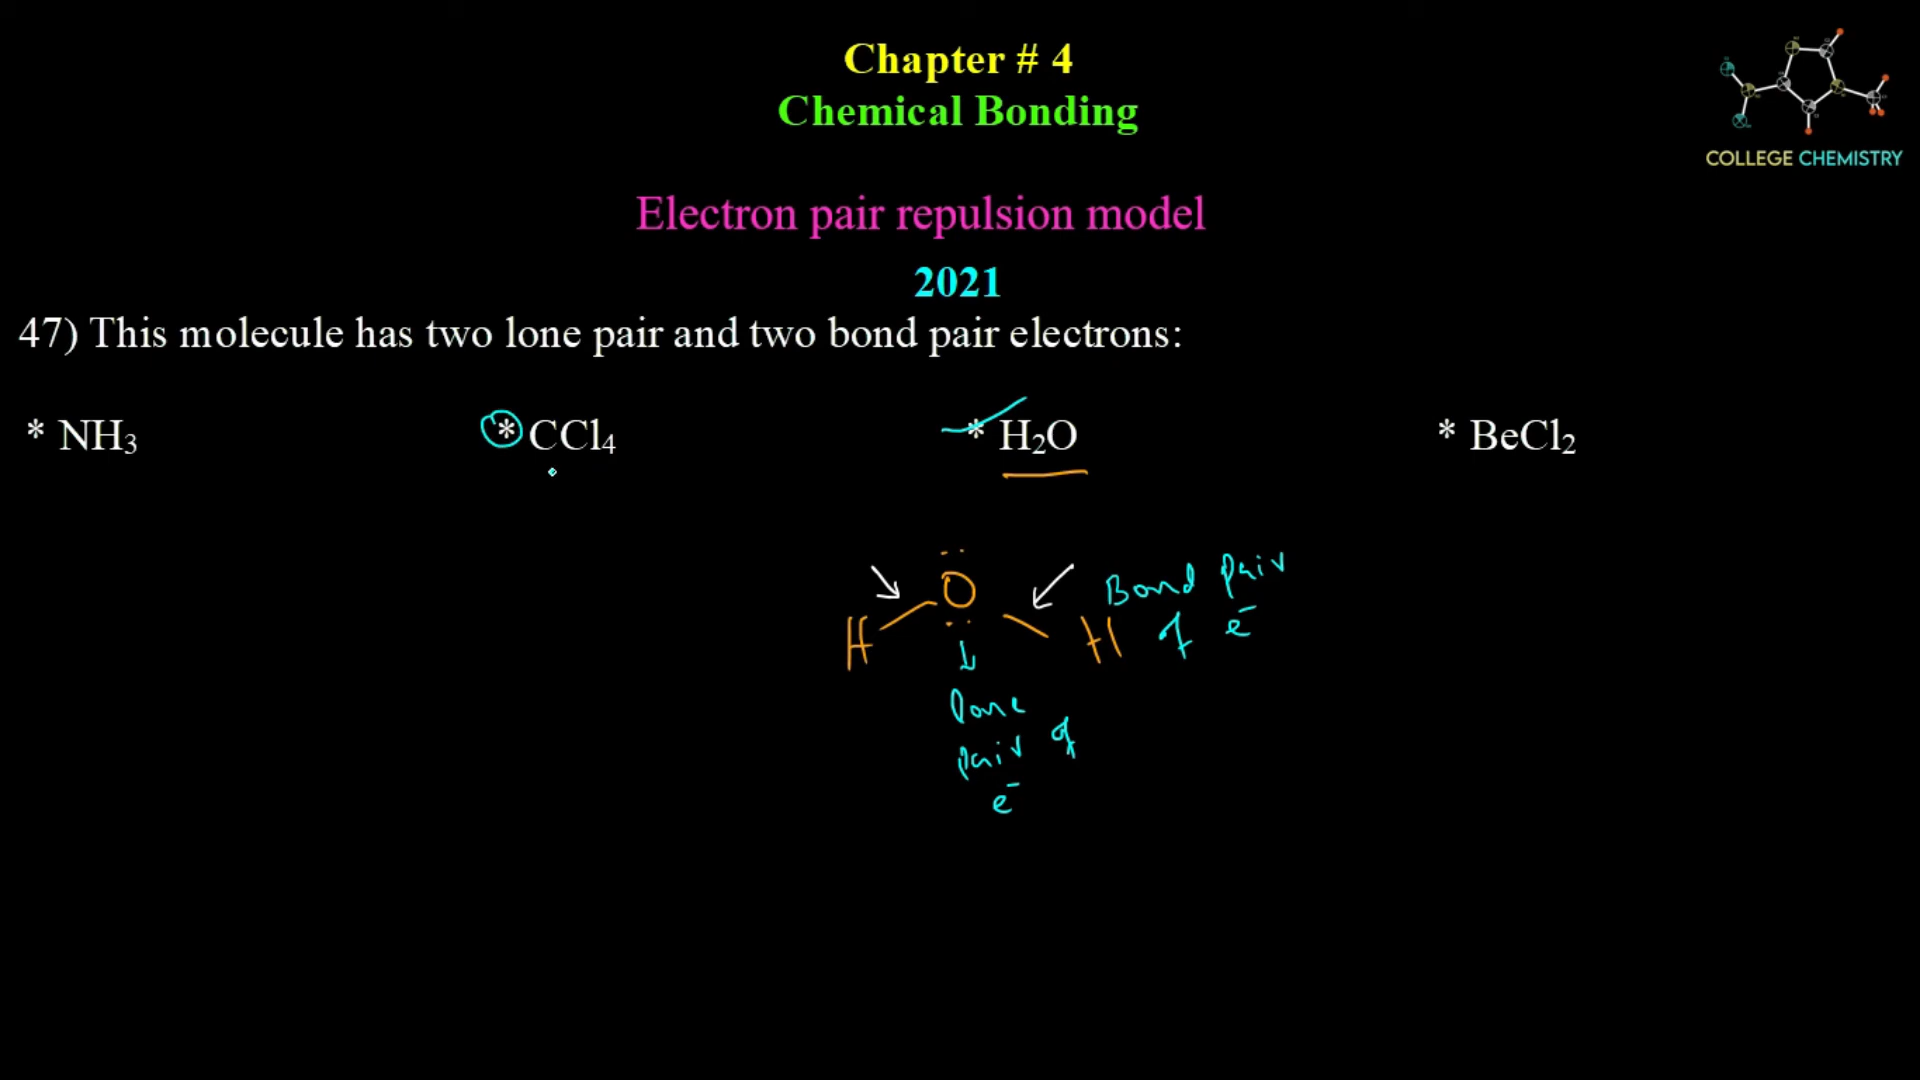 Chapter # 4
Chemical Bonding
COLLEGE CHEMISTRY
Electron pair repulsion model
2021
47) This molecule has two lone pair and two bond pair electrons:
* NH3 * CCl4 * H2O * BeCl2
O
H H
Bond pair
of e⁻
lone
pair of
e⁻